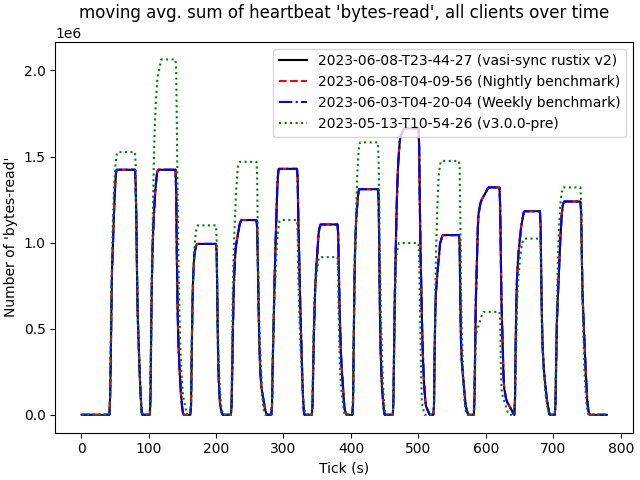 moving avg. sum of heartbeat 'bytes-read', all clients over time
1e6
2023-06-08-T23-44-27 (vasi-sync rustix v2)
2023-06-08-T04-09-56 (Nightly benchmark)
2023-06-03-T04-20-04 (Weekly benchmark)
2023-05-13-T10-54-26 (v3.0.0-pre)
2.0
1.5
1.0
0.5
0.0
Number of 'bytes-read'
0 100 200 300 400 500 600 700 800
Tick (s)